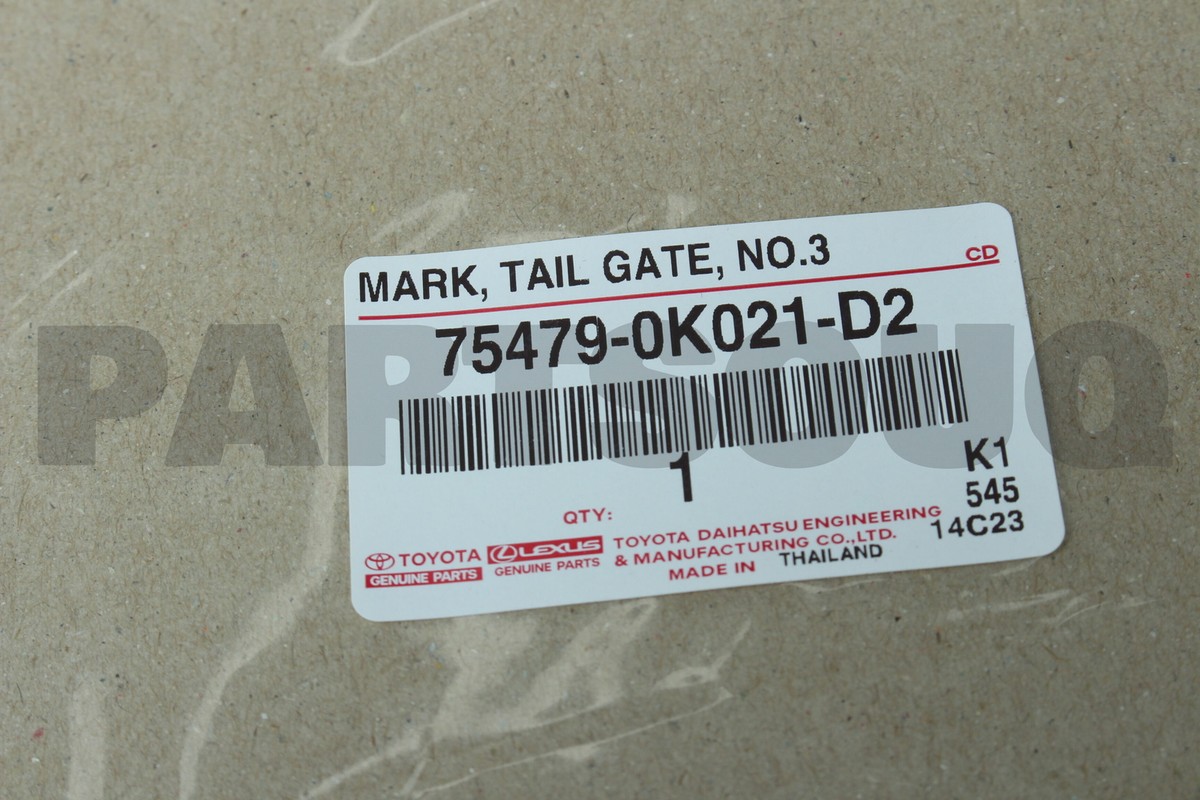 MARK, TAIL GATE, NO.3
CD
75479-0K021-D2
PARTSOUQ
1
K1
545
14C23
QTY:
TOYOTA
GENUINE PARTS
LEXUS
GENUINE PARTS
TOYOTA DAIHATSU ENGINEERING
& MANUFACTURING CO.,LTD.
MADE IN THAILAND